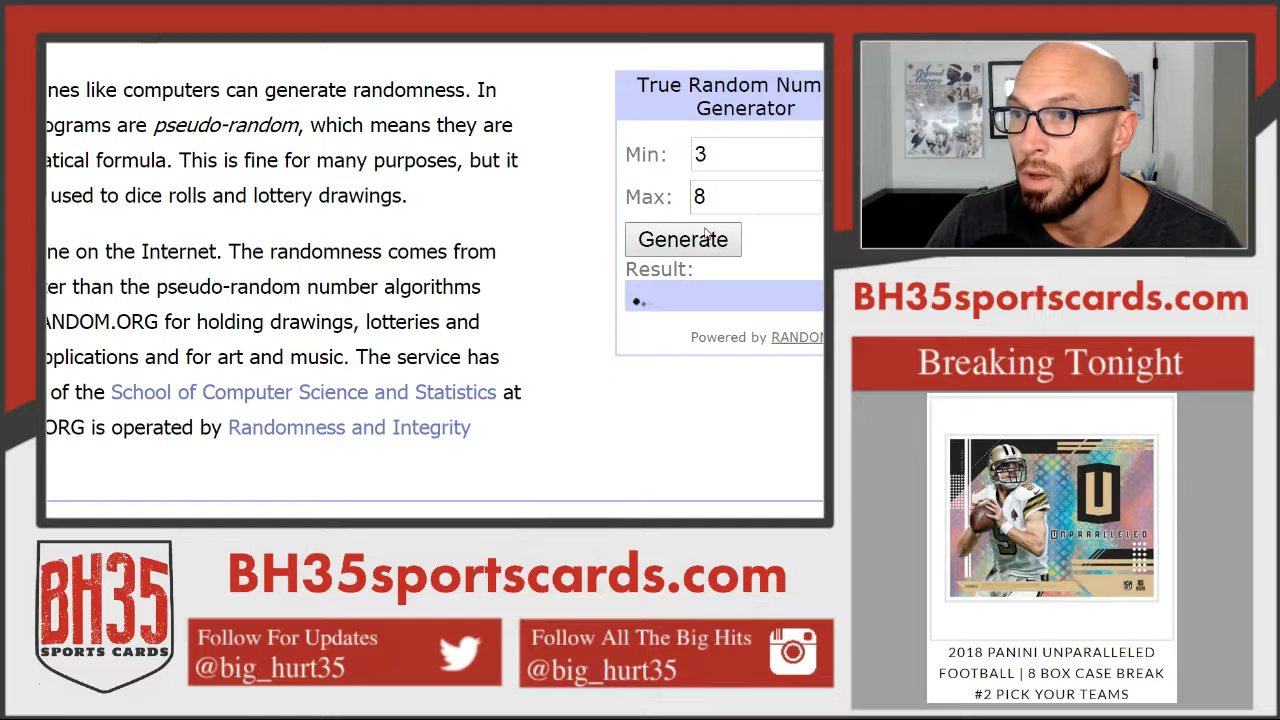 nes like computers can generate randomness. In
ograms are pseudo-random, which means they are
atical formula. This is fine for many purposes, but it
used to dice rolls and lottery drawings.
ne on the Internet. The randomness comes from
er than the pseudo-random number algorithms
ANDOM.ORG for holding drawings, lotteries and
pplications and for art and music. The service has
of the School of Computer Science and Statistics at
ORG is operated by Randomness and Integrity
True Random Num
Generator
Min: 3
Max: 8
Generate
Result:
Powered by RANDOM
BH35sportscards.com
Breaking Tonight
U
UNPARALLELED
2018 PANINI UNPARALLELED
FOOTBALL | 8 BOX CASE BREAK
#2 PICK YOUR TEAMS
BH35
SPORTS CARDS
BH35sportscards.com
Follow For Updates
@big_hurt35
Follow All The Big Hits
@big_hurt35